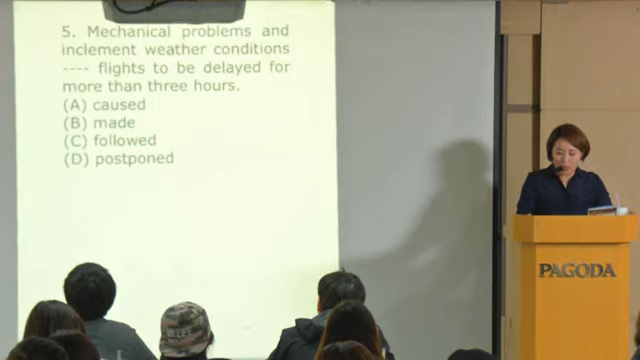 5. Mechanical problems and
inclement weather conditions
---- flights to be delayed for
more than three hours.
(A) caused
(B) made
(C) followed
(D) postponed
PAGODA